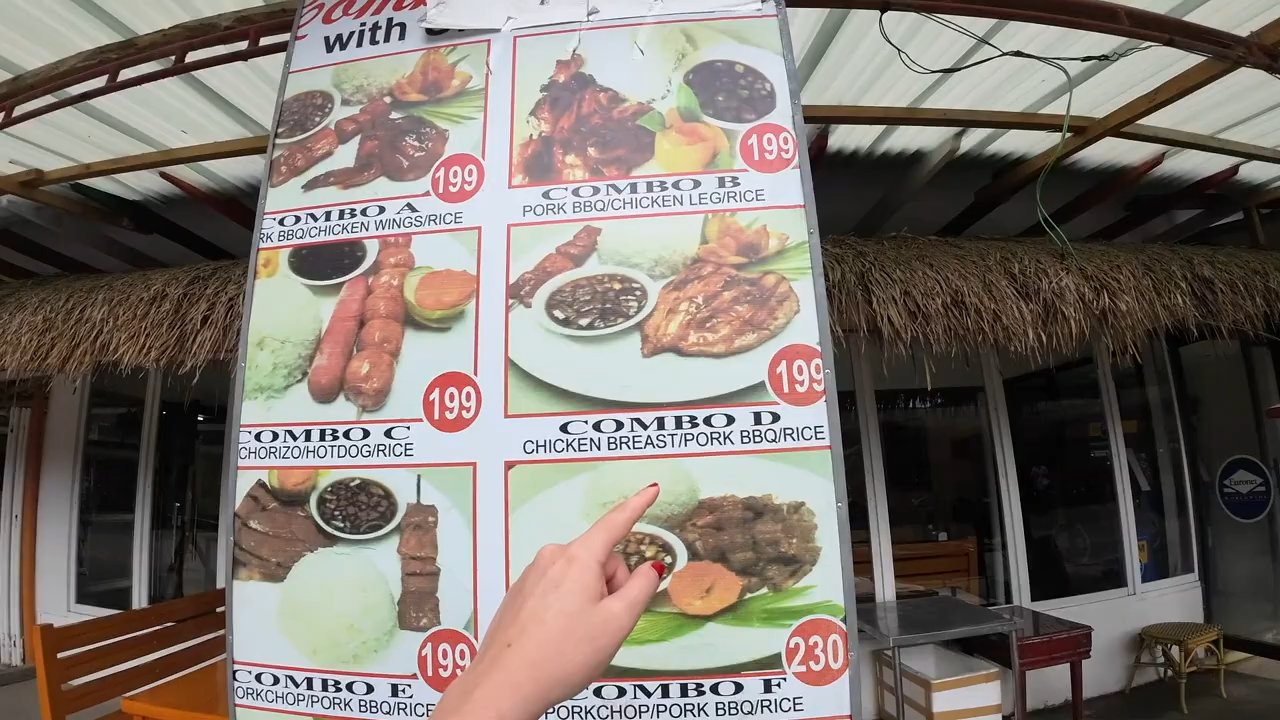 with
199
199
COMBO A
BBQ/CHICKEN WINGS/RICE
COMBO B
PORK BBQ/CHICKEN LEG/RICE
199
199
COMBO C
CHORIZO/HOTDOG/RICE
COMBO D
CHICKEN BREAST/PORK BBQ/RICE
199
230
COMBO E
ORKCHOP/PORK BBQ/RICE
COMBO F
PORKCHOP/PORK BBQ/RICE
Euronet